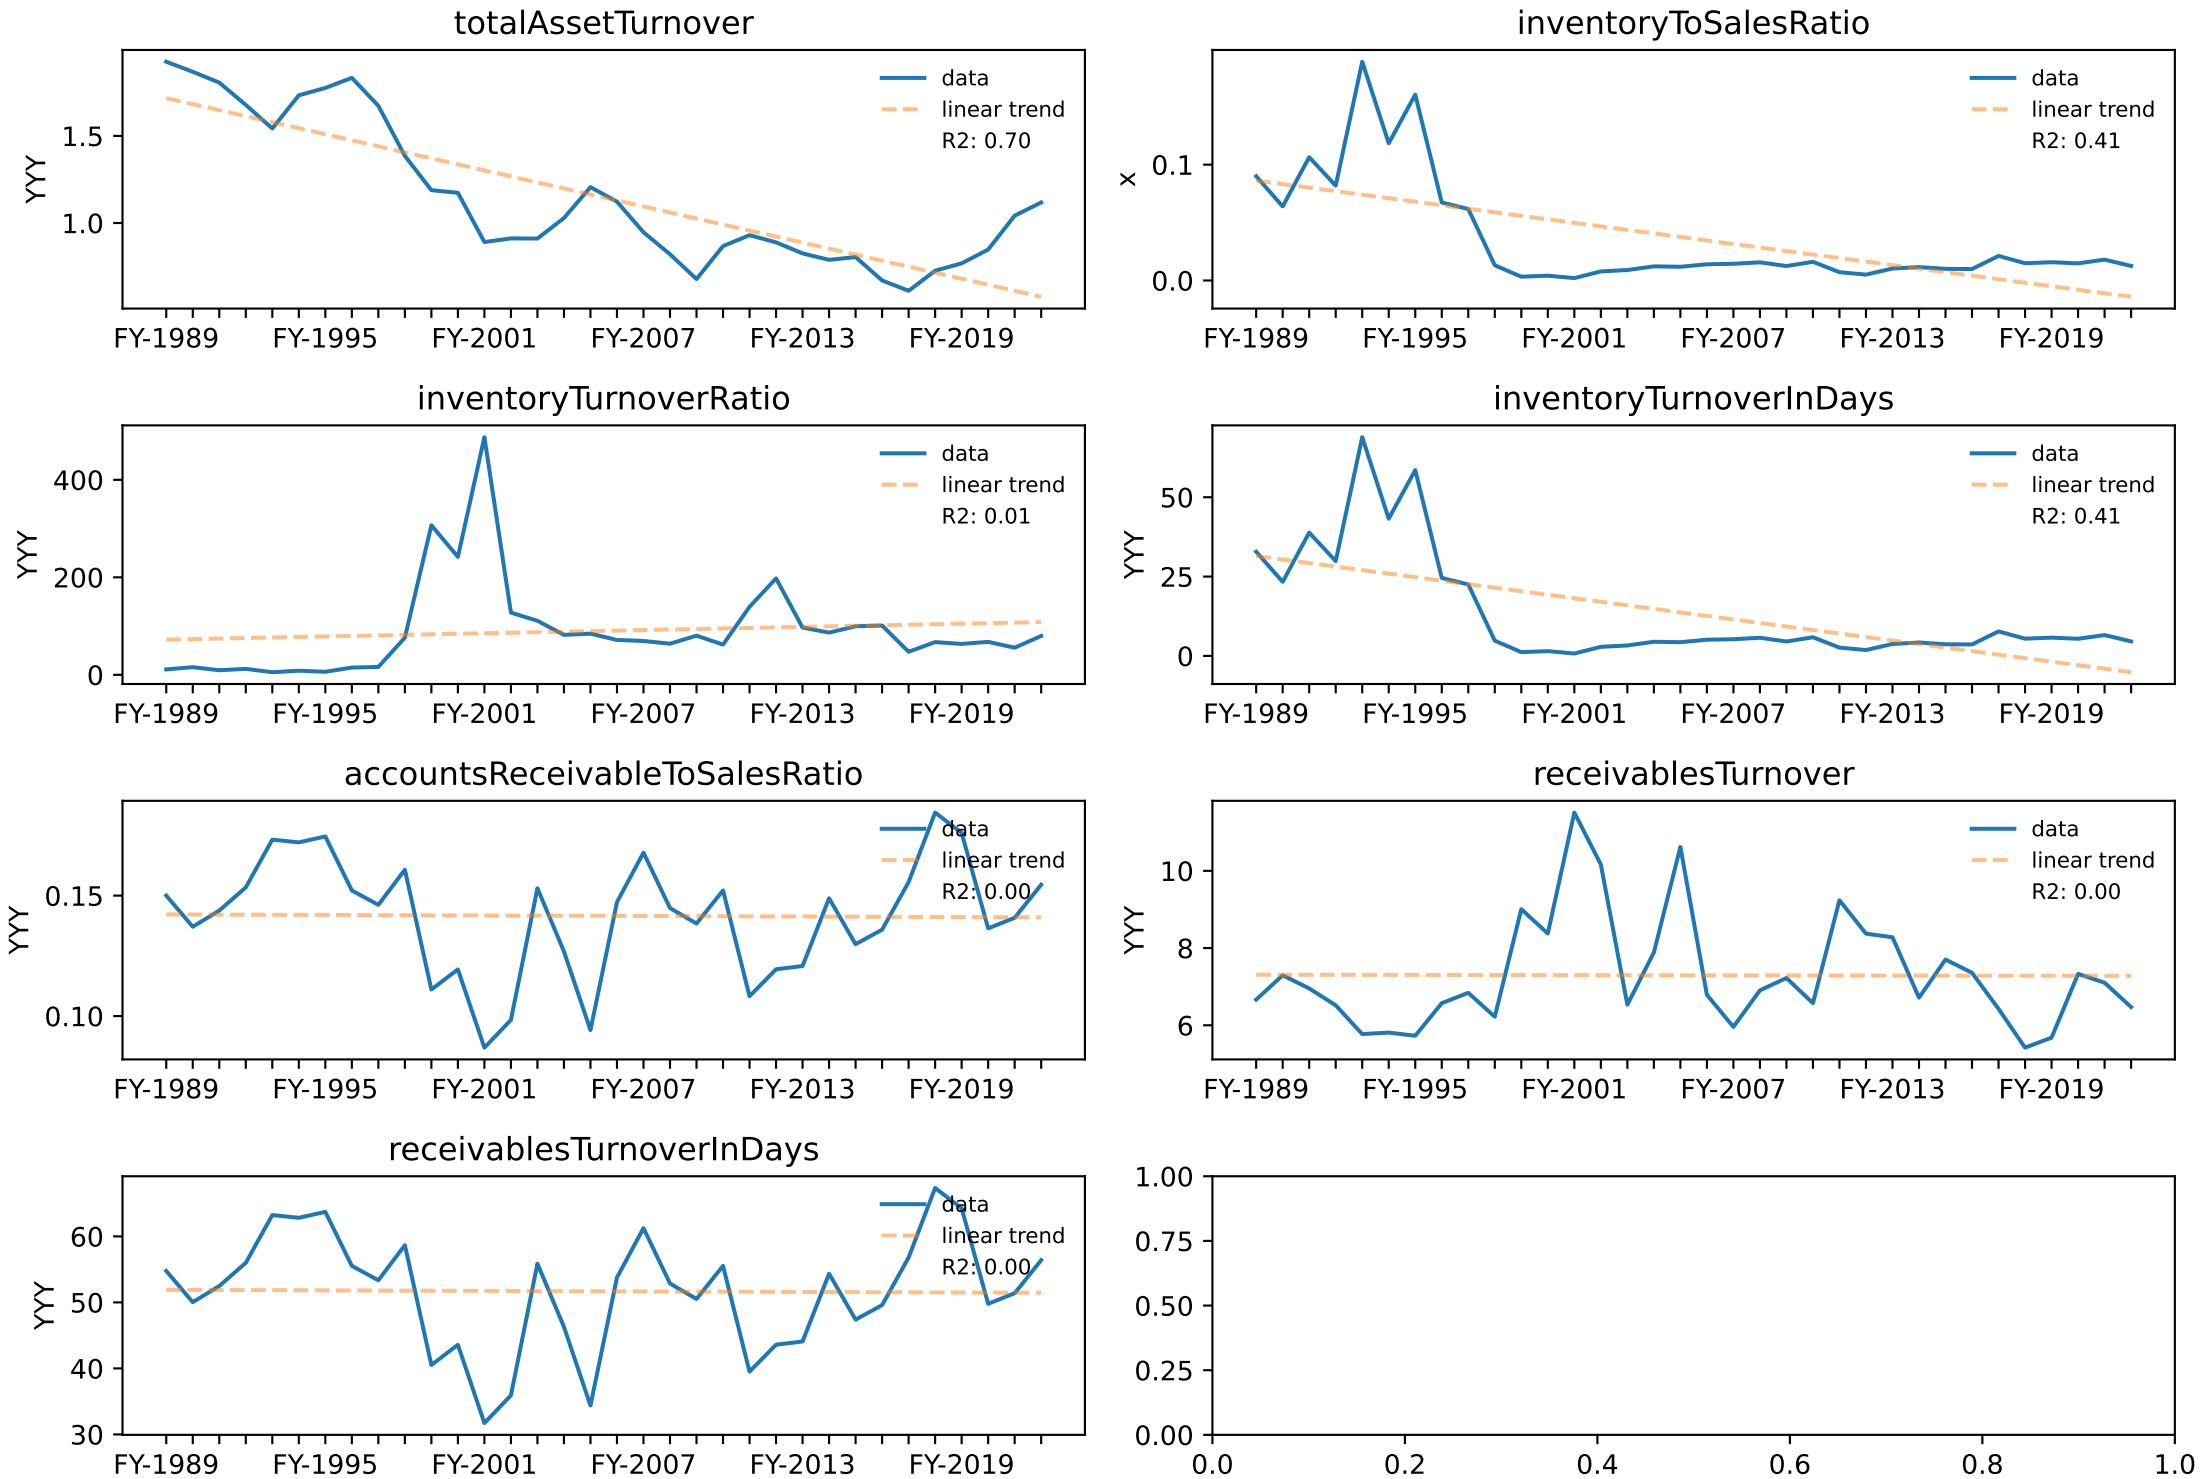 totalAssetTurnover
YYY
1.5
1.0
data
linear trend
R2: 0.70
FY-1989 FY-1995 FY-2001 FY-2007 FY-2013 FY-2019
inventoryToSalesRatio
x
0.1
0.0
data
linear trend
R2: 0.41
FY-1989 FY-1995 FY-2001 FY-2007 FY-2013 FY-2019
inventoryTurnoverRatio
YYY
400
200
0
data
linear trend
R2: 0.01
FY-1989 FY-1995 FY-2001 FY-2007 FY-2013 FY-2019
inventoryTurnoverInDays
YYY
50
25
0
data
linear trend
R2: 0.41
FY-1989 FY-1995 FY-2001 FY-2007 FY-2013 FY-2019
accountsReceivableToSalesRatio
YYY
0.15
0.10
data
linear trend
R2: 0.00
FY-1989 FY-1995 FY-2001 FY-2007 FY-2013 FY-2019
receivablesTurnover
YYY
10
8
6
data
linear trend
R2: 0.00
FY-1989 FY-1995 FY-2001 FY-2007 FY-2013 FY-2019
receivablesTurnoverInDays
YYY
60
50
40
30
data
linear trend
R2: 0.00
FY-1989 FY-1995 FY-2001 FY-2007 FY-2013 FY-2019
1.00
0.75
0.50
0.25
0.00
0.0 0.2 0.4 0.6 0.8 1.0